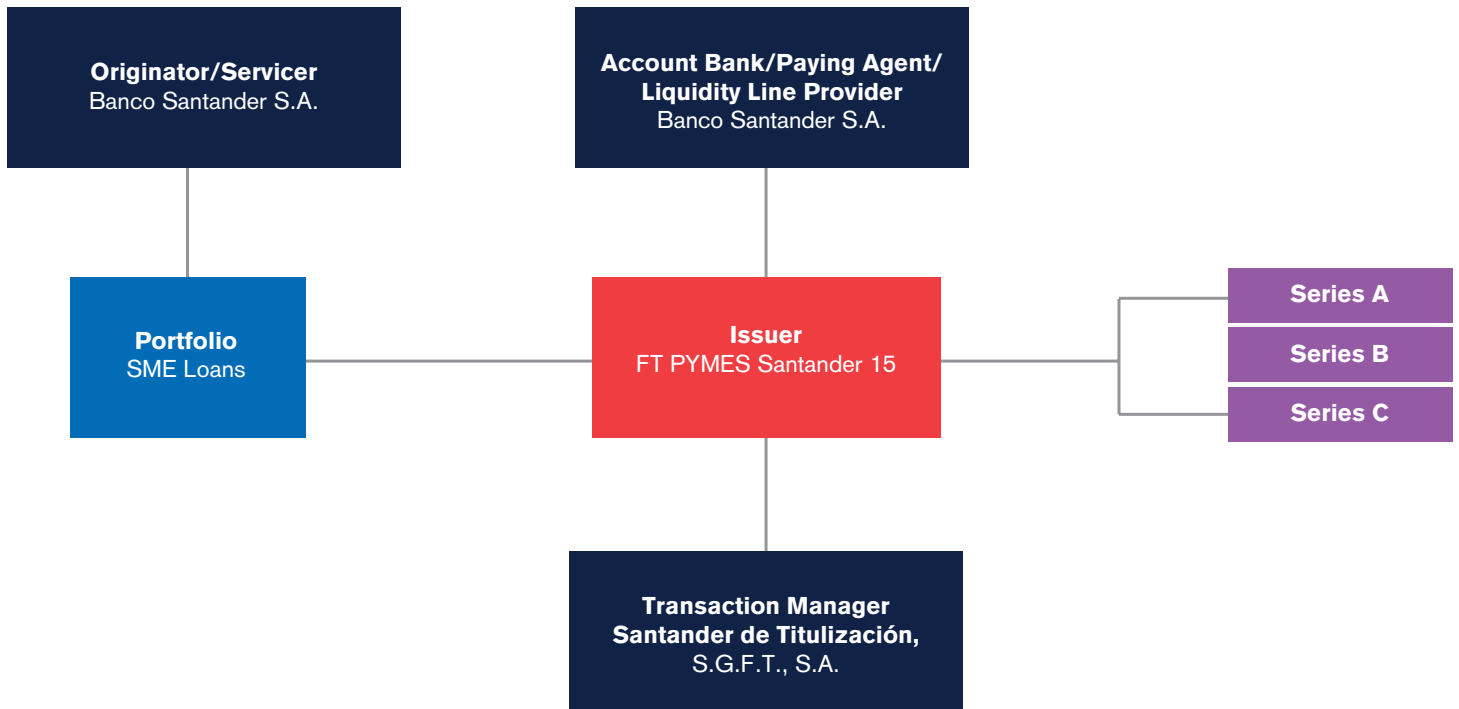 Originator/Servicer
Banco Santander S.A.
Account Bank/Paying Agent/
Liquidity Line Provider
Banco Santander S.A.
Portfolio
SME Loans
Issuer
FT PYMES Santander 15
Series A
Series B
Series C
Transaction Manager
Santander de Titulización,
S.G.F.T., S.A.